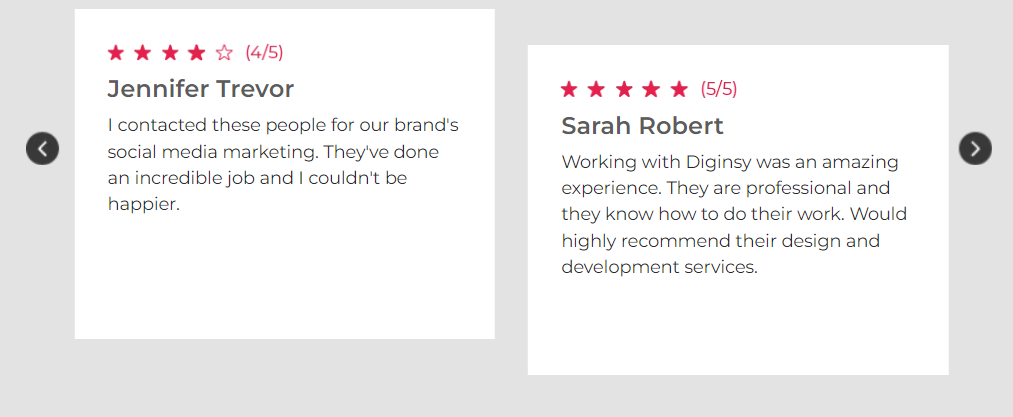 (4/5)
Jennifer Trevor
I contacted these people for our brand's
social media marketing. They've done
an incredible job and I couldn't be
happier.
(5/5)
Sarah Robert
Working with Diginsy was an amazing
experience. They are professional and
they know how to do their work. Would
highly recommend their design and
development services.